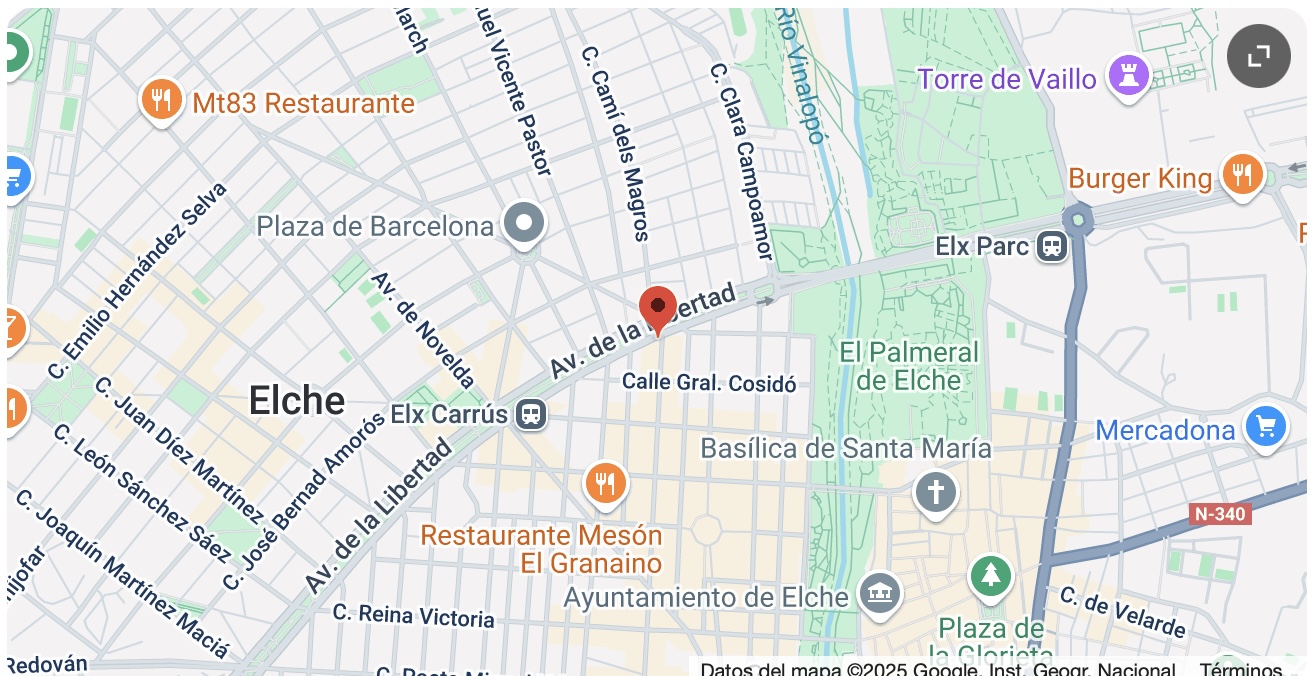 larch
uel Vicente Pastor
C. Camí dels Magros
C. Clara Campoamor
Río Vinalopó
Torre de Vaillo
Mt83 Restaurante
Burger King
C. Emilio Hernández Selva
Plaza de Barcelona
Elx Parc
Av. de Novelda
Av. de la Libertad
El Palmeral
de Elche
Calle Gral. Cosidó
Elche
C. Juan Díez Martínez
Elx Carrús
Mercadona
Basílica de Santa María
C. León Sánchez Sáez
C. José Bernad Amorós
Av. de la Libertad
N-340
C. Joaquín Martínez Maciá
Restaurante Mesón
El Granaino
Ayuntamiento de Elche
C. de Velarde
C. Reina Victoria
Plaza de
la Glorieta
Redován
Datos del mapa ©2025 Google, Inst. Geogr. Nacional
Términos